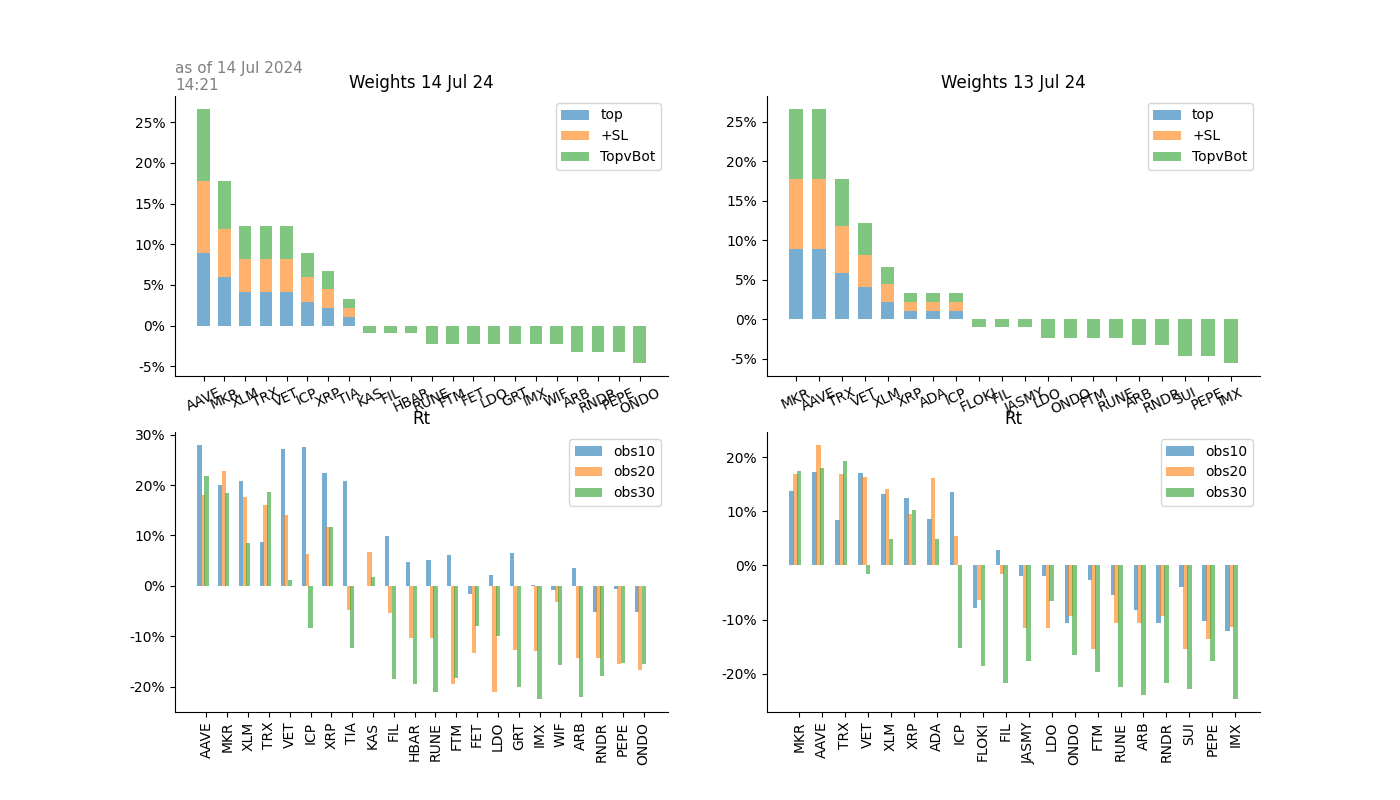 as of 14 Jul 2024
14:21
Weights 14 Jul 24
25%
20%
15%
10%
5%
0%
-5%
top
+SL
TopvBot
AAVE MKR XLM TRX VET ICP XRP TIA KAS FIL HBAR RUNE FTM FET LDO GRT IMX WIF ARB RNDR PEPE ONDO
Weights 13 Jul 24
25%
20%
15%
10%
5%
0%
-5%
top
+SL
TopvBot
MKR AAVE TRX VET XLM XRP ADA ICP FLOKI FIL JASMY LDO ONDO FTM RUNE ARB RNDR SUI PEPE IMX
Rt
30%
20%
10%
0%
-10%
-20%
obs10
obs20
obs30
AAVE MKR XLM TRX VET ICP XRP TIA KAS FIL HBAR RUNE FTM FET LDO GRT IMX WIF ARB RNDR PEPE ONDO
Rt
20%
10%
0%
-10%
-20%
obs10
obs20
obs30
MKR AAVE TRX VET XLM XRP ADA ICP FLOKI FIL JASMY LDO ONDO FTM RUNE ARB RNDR SUI PEPE IMX